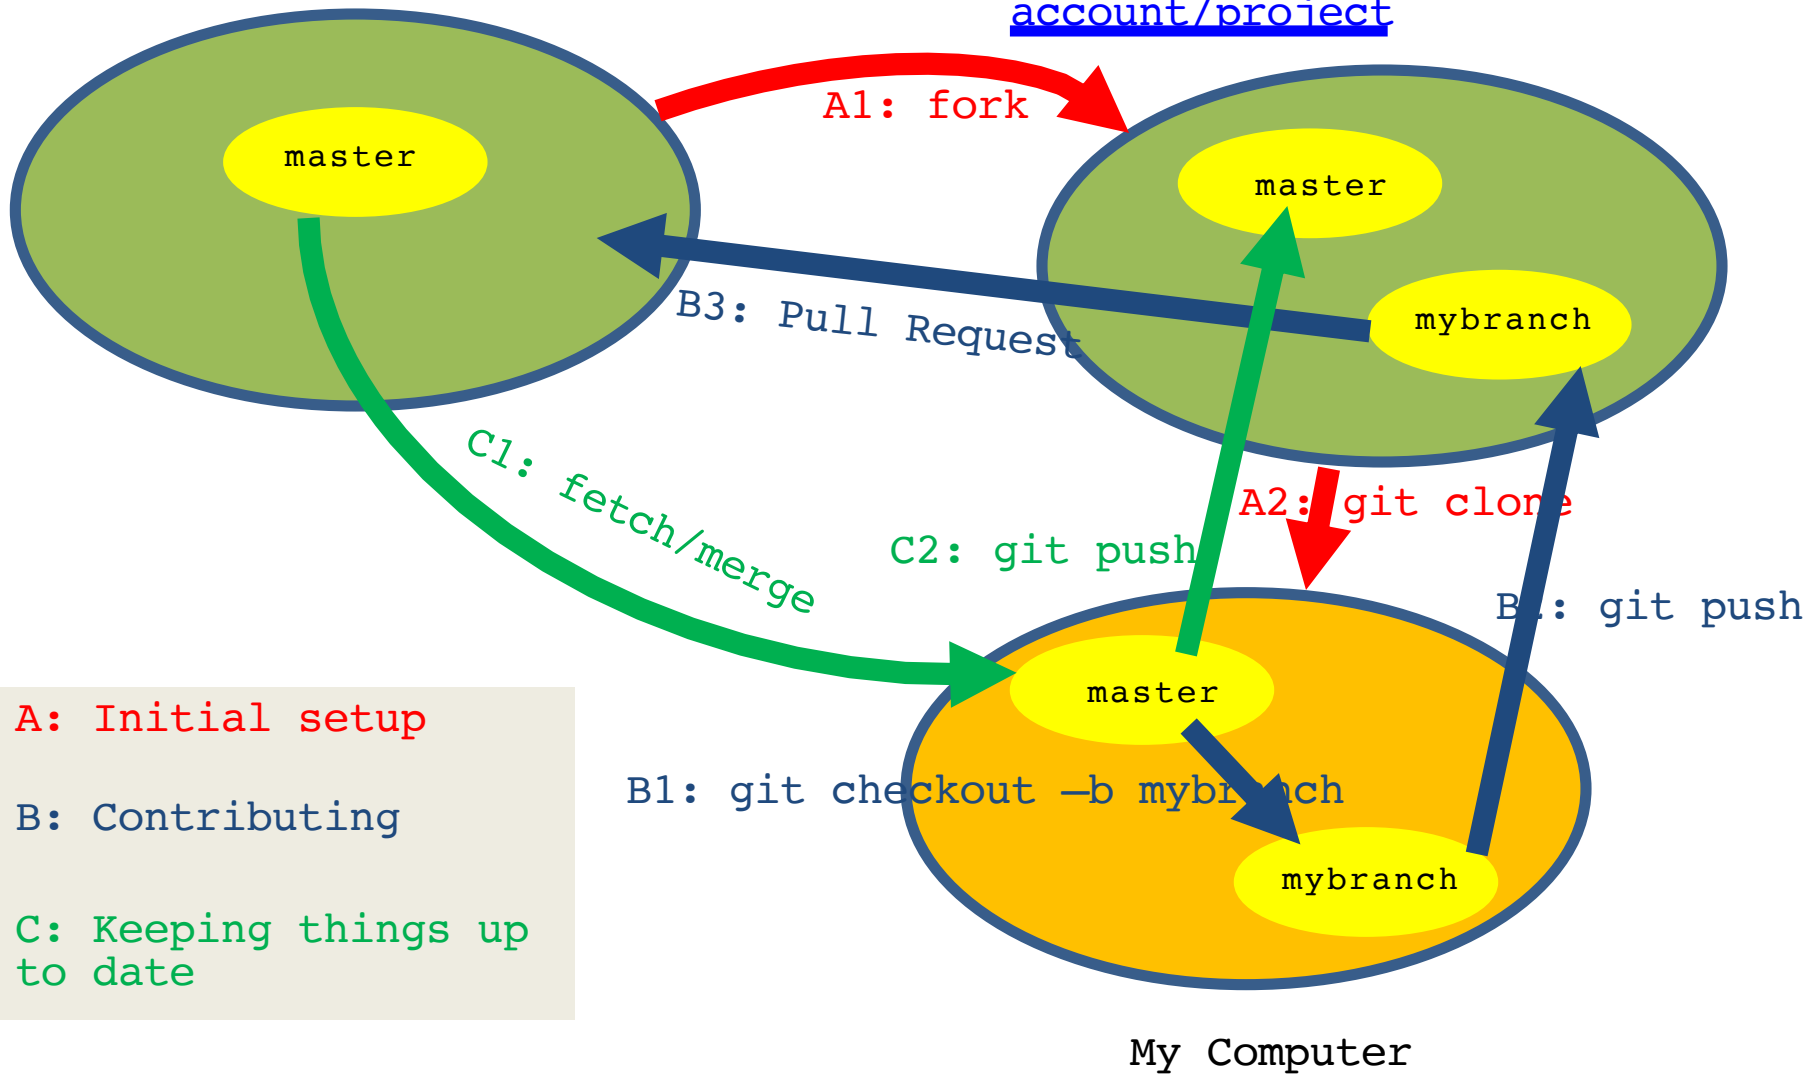 account/project
A1: fork
master
master
mybranch
B3: Pull Request
C1: fetch/merge
A2: git clone
C2: git push
: git push
master
A: Initial setup
B1: git checkout –b mybranch
B: Contributing
mybranch
C: Keeping things up
to date
My Computer